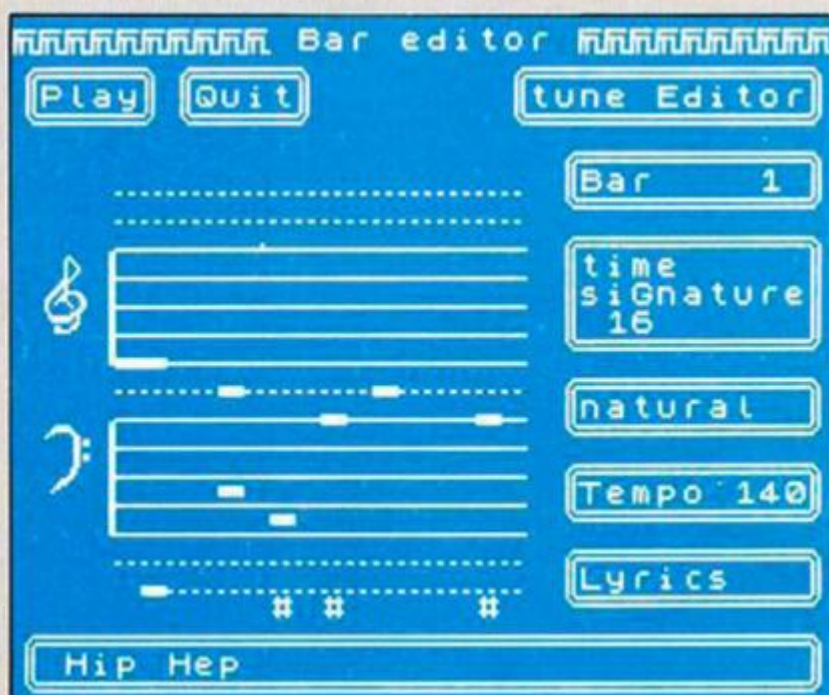 Bar editor
Play Quit tune Editor
Bar 1
time
siGnature
16
natural
Tempo 140
Lyrics
# # #
Hip Hep